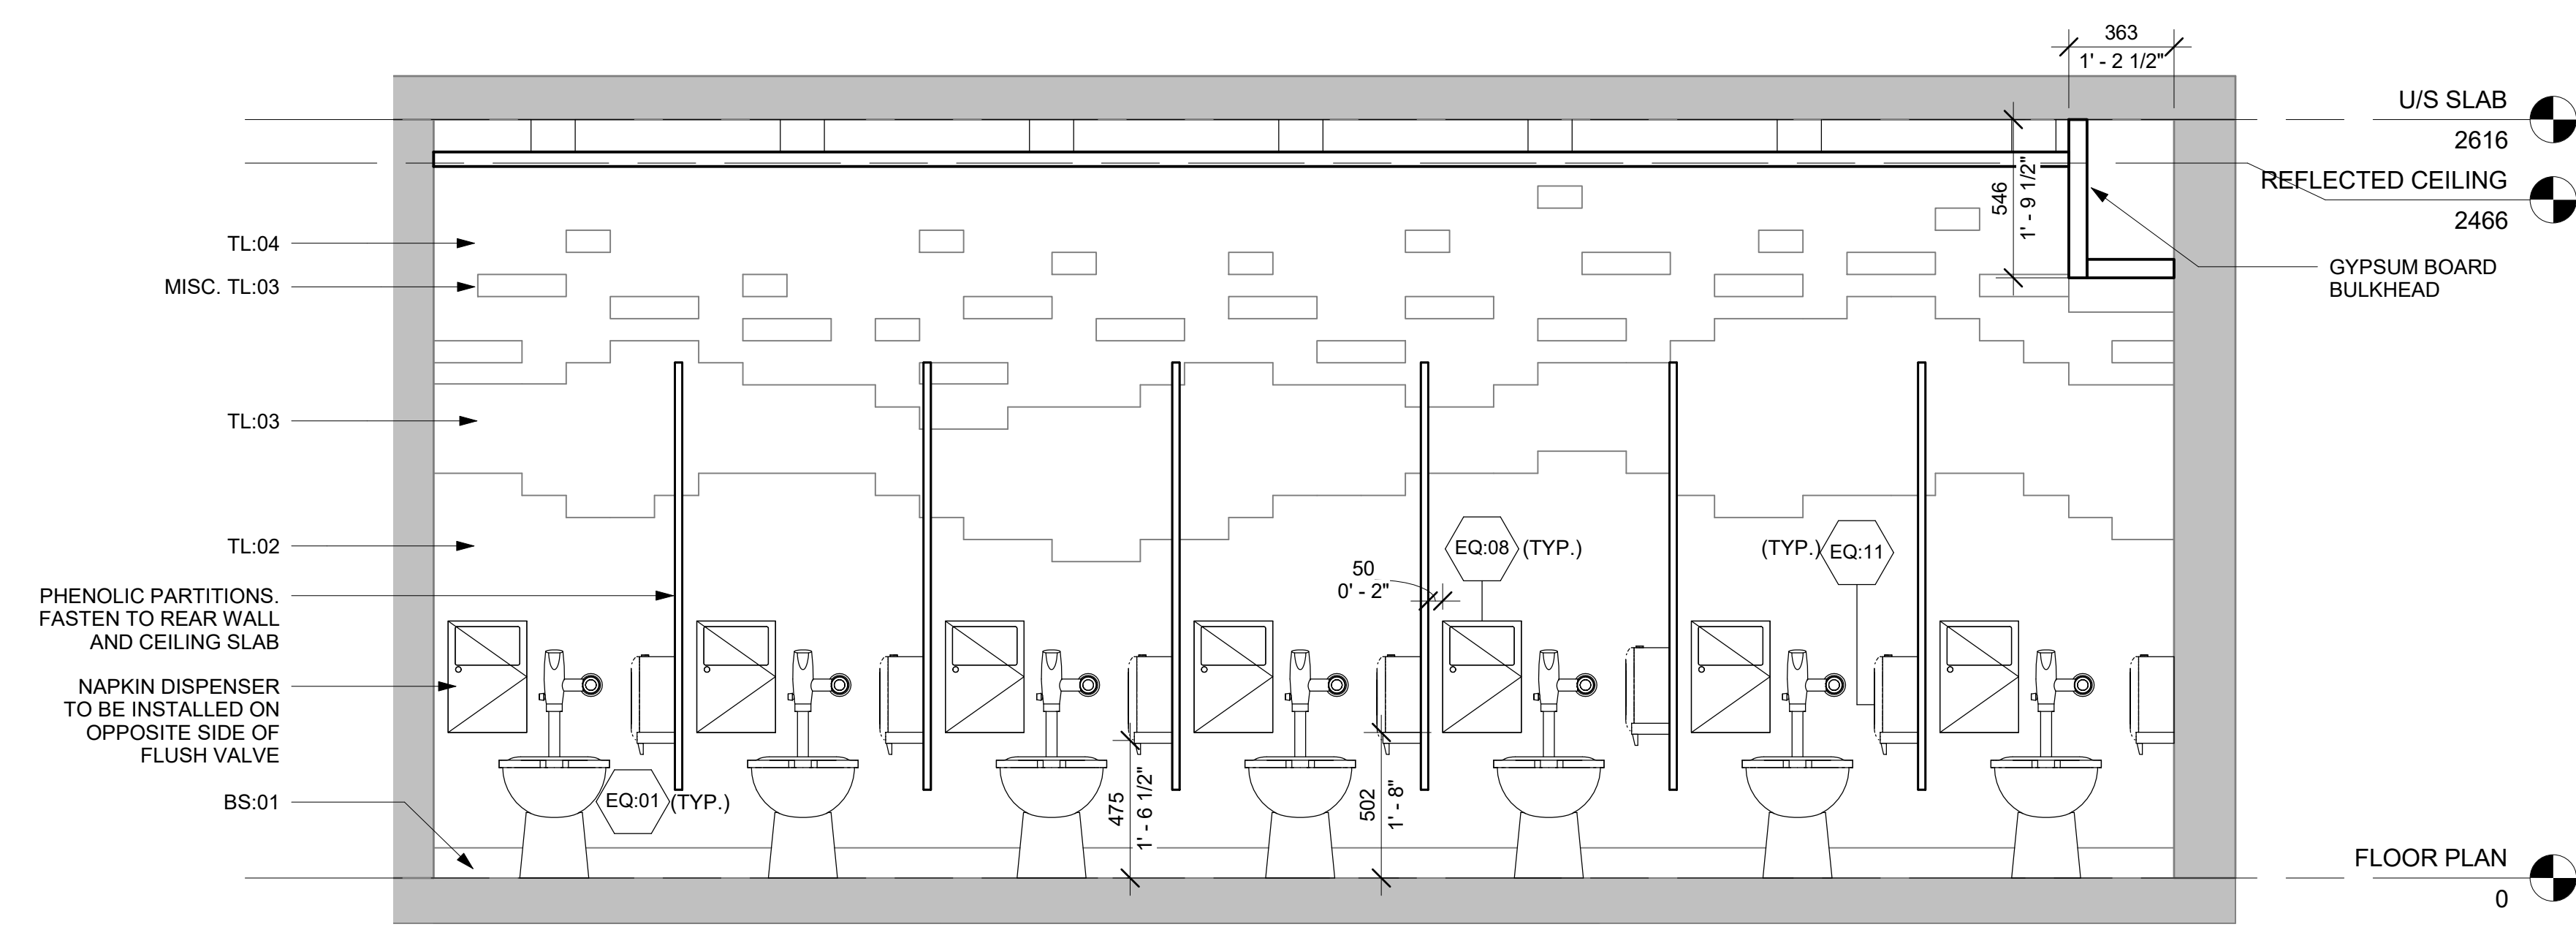 363
1' - 2 1/2"
U/S SLAB
2616
REFLECTED CEILING
2466
546
1' - 9 1/2"
GYPSUM BOARD
BULKHEAD
TL:04
MISC. TL:03
TL:03
TL:02
PHENOLIC PARTITIONS.
FASTEN TO REAR WALL
AND CEILING SLAB
NAPKIN DISPENSER
TO BE INSTALLED ON
OPPOSITE SIDE OF
FLUSH VALVE
BS:01
EQ:01 (TYP.)
475
1' - 6 1/2"
502
1' - 8"
50
0' - 2"
EQ:08 (TYP.)
(TYP.) EQ:11
FLOOR PLAN
0